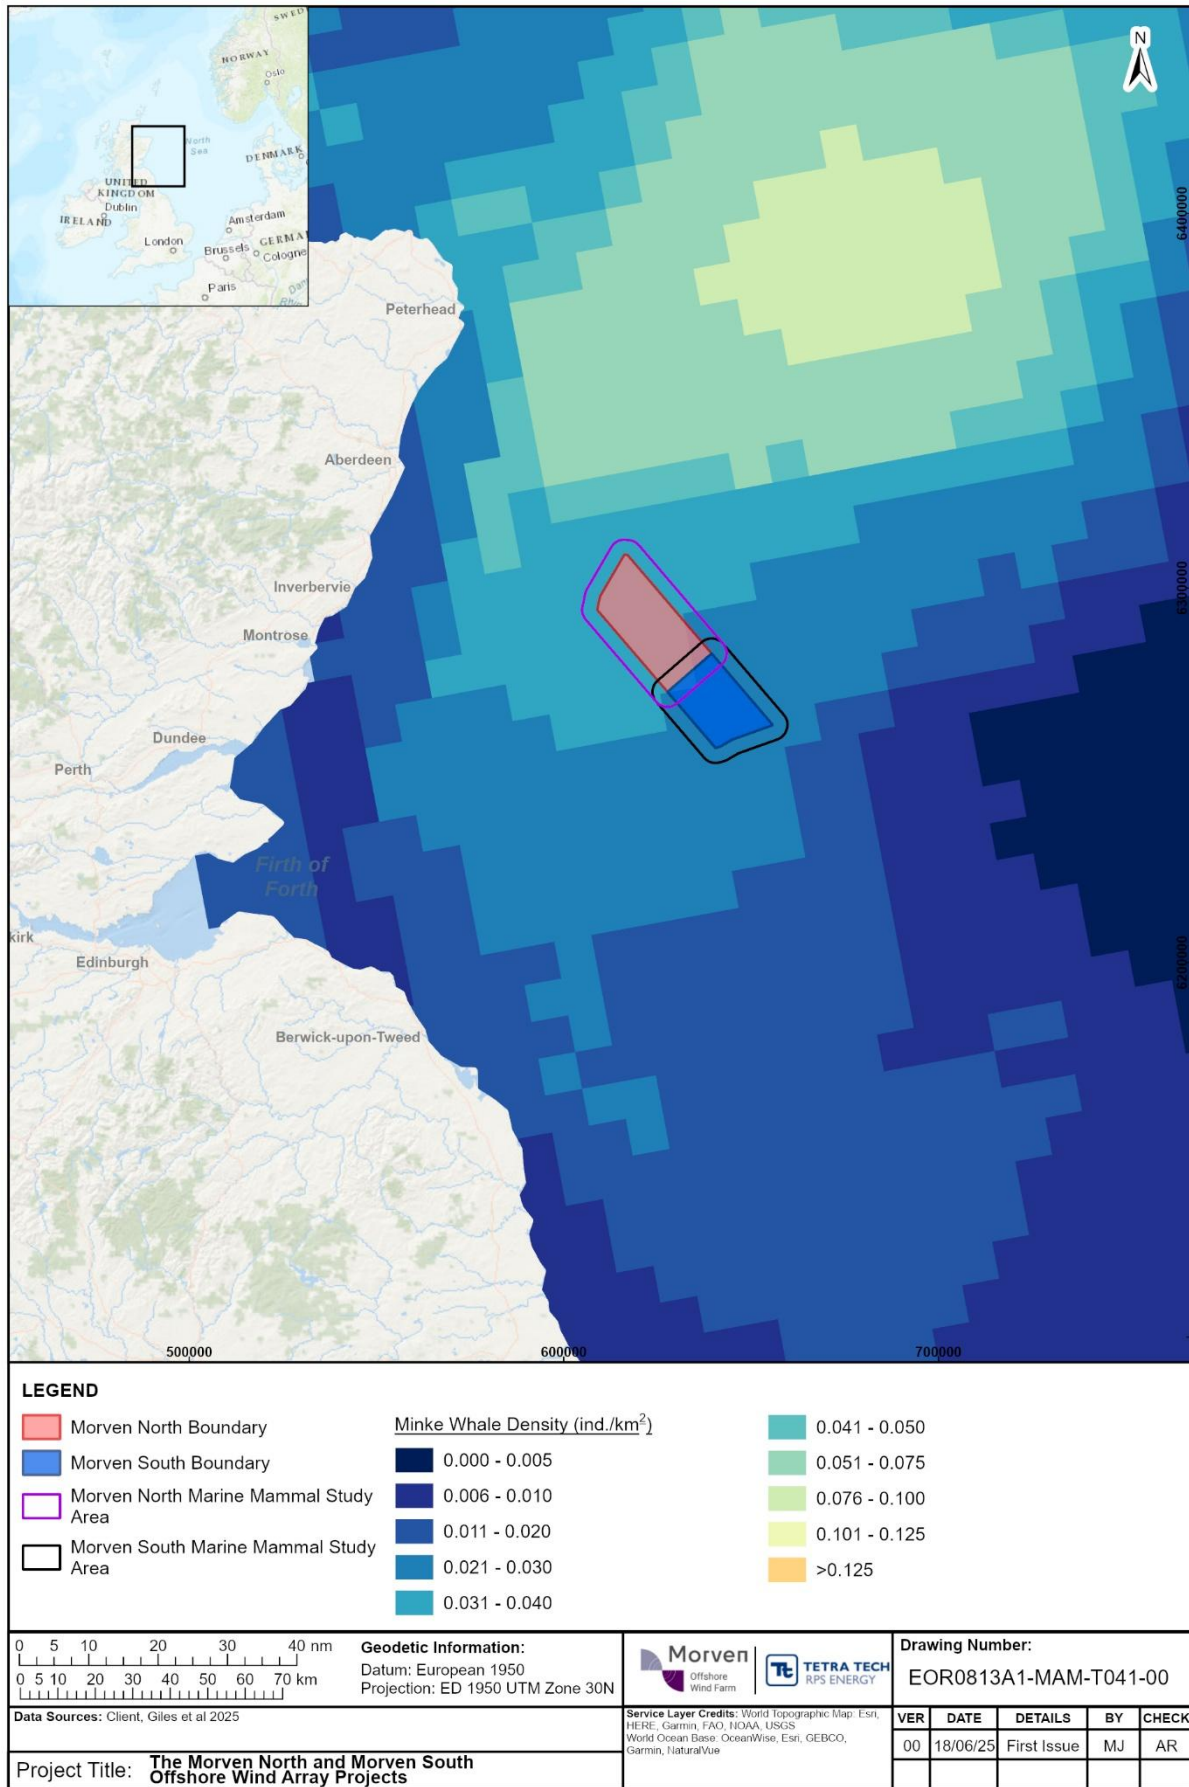 SWED
NORWAY
Oslo
North
Sea
DENMARK
UNITED
KINGDOM
Dublin
IRELAND
Amsterdam
London
Brussels
GERMA
Cologne
Paris
Dan
Rhin
N
6400000
Peterhead
Aberdeen
6300000
Inverbervie
Montrose
Dundee
Perth
Firth of
Forth
kirk
Edinburgh
6200000
Berwick-upon-Tweed
500000
600000
700000
LEGEND
Morven North Boundary
Morven South Boundary
Morven North Marine Mammal Study
Area
Morven South Marine Mammal Study
Area
Minke Whale Density (ind./km²)
0.000 - 0.005
0.006 - 0.010
0.011 - 0.020
0.021 - 0.030
0.031 - 0.040
0.041 - 0.050
0.051 - 0.075
0.076 - 0.100
0.101 - 0.125
>0.125
0 5 10 20 30 40 nm
0 5 10 20 30 40 50 60 70 km
Geodetic Information:
Datum: European 1950
Projection: ED 1950 UTM Zone 30N
Morven
Offshore
Wind Farm
Tt
TETRA TECH
RPS ENERGY
Drawing Number:
EOR0813A1-MAM-T041-00
Data Sources: Client, Giles et al 2025
Service Layer Credits: World Topographic Map: Esri,
HERE, Garmin, FAO, NOAA, USGS
World Ocean Base: OceanWise, Esri, GEBCO,
Garmin, NaturalVue
VER DATE DETAILS BY CHECK
00 18/06/25 First Issue MJ AR
Project Title: The Morven North and Morven South
Offshore Wind Array Projects